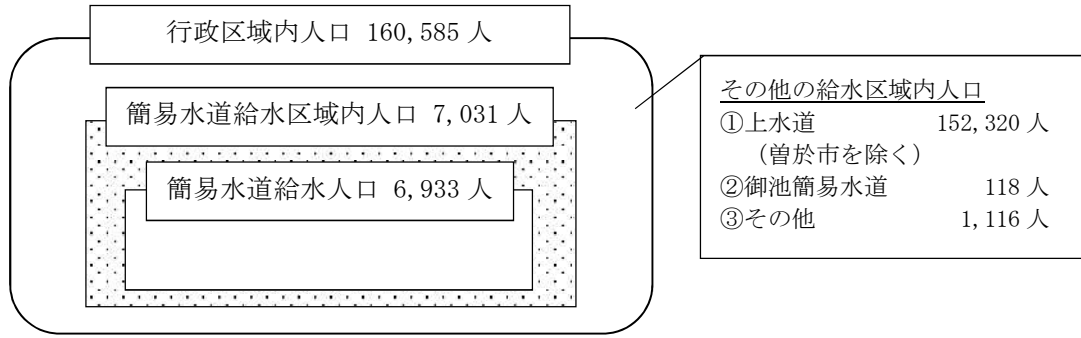 行政区域内人口 160,585 人
簡易水道給水区域内人口 7,031 人
簡易水道給水人口 6,933 人
その他の給水区域内人口
①上水道 152,320 人
（曽於市を除く）
②御池簡易水道 118 人
③その他 1,116 人